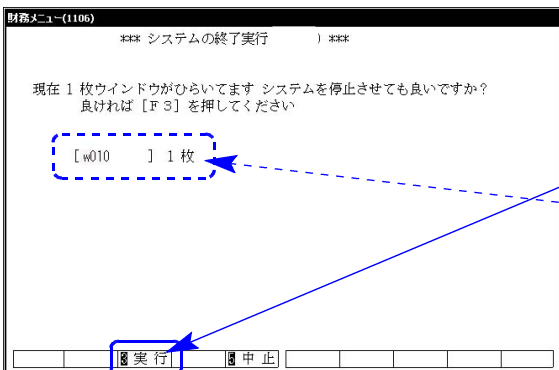 財務メニュー(1106)
*** システムの終了実行 ) ***
現在 1 枚ウインドウがひらいてます システムを停止させても良いですか?
良ければ [F3] を押してください
[ w010 ] 1 枚
3 実 行 5 中 止